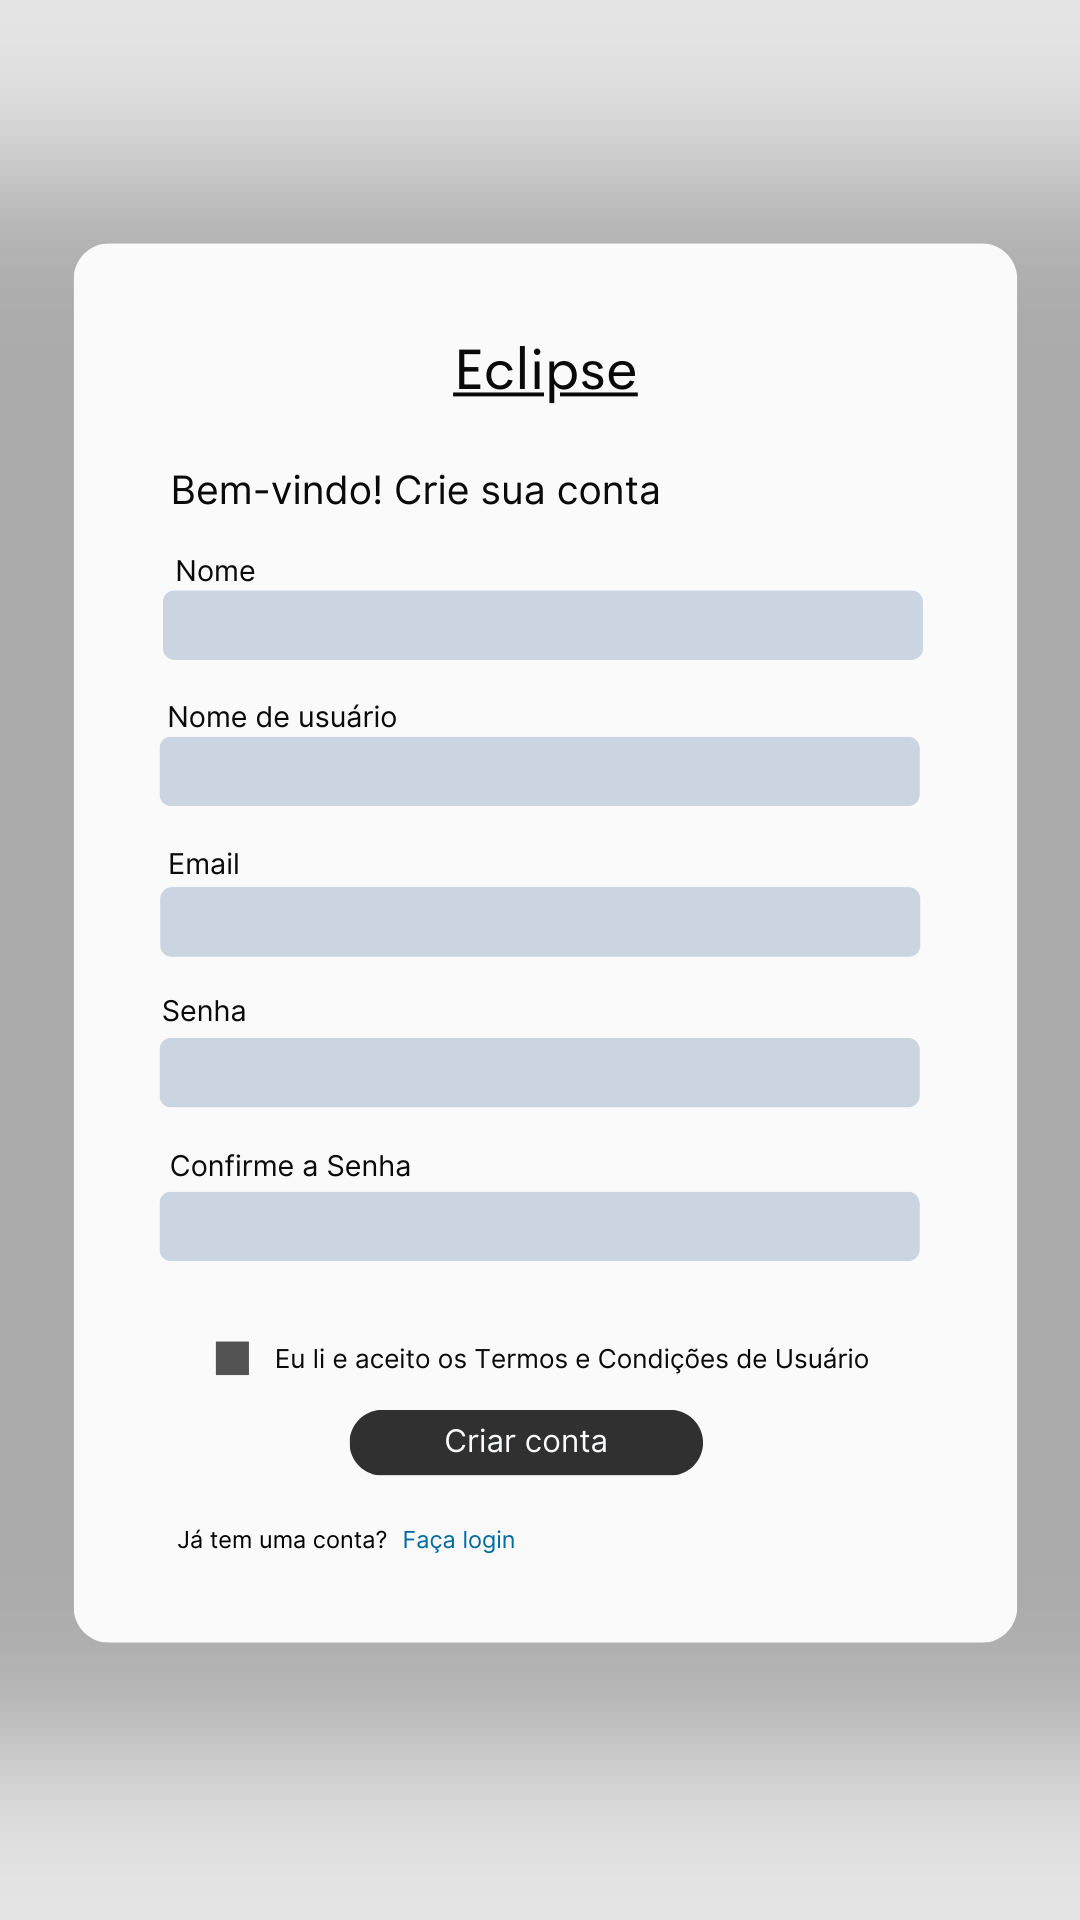 Eclipse
Bem-vindo! Crie sua conta
Nome
Nome de usuário
Email
Senha
Confirme a Senha
Eu li e aceito os Termos e Condições de Usuário
Criar conta
Já tem uma conta? Faça login